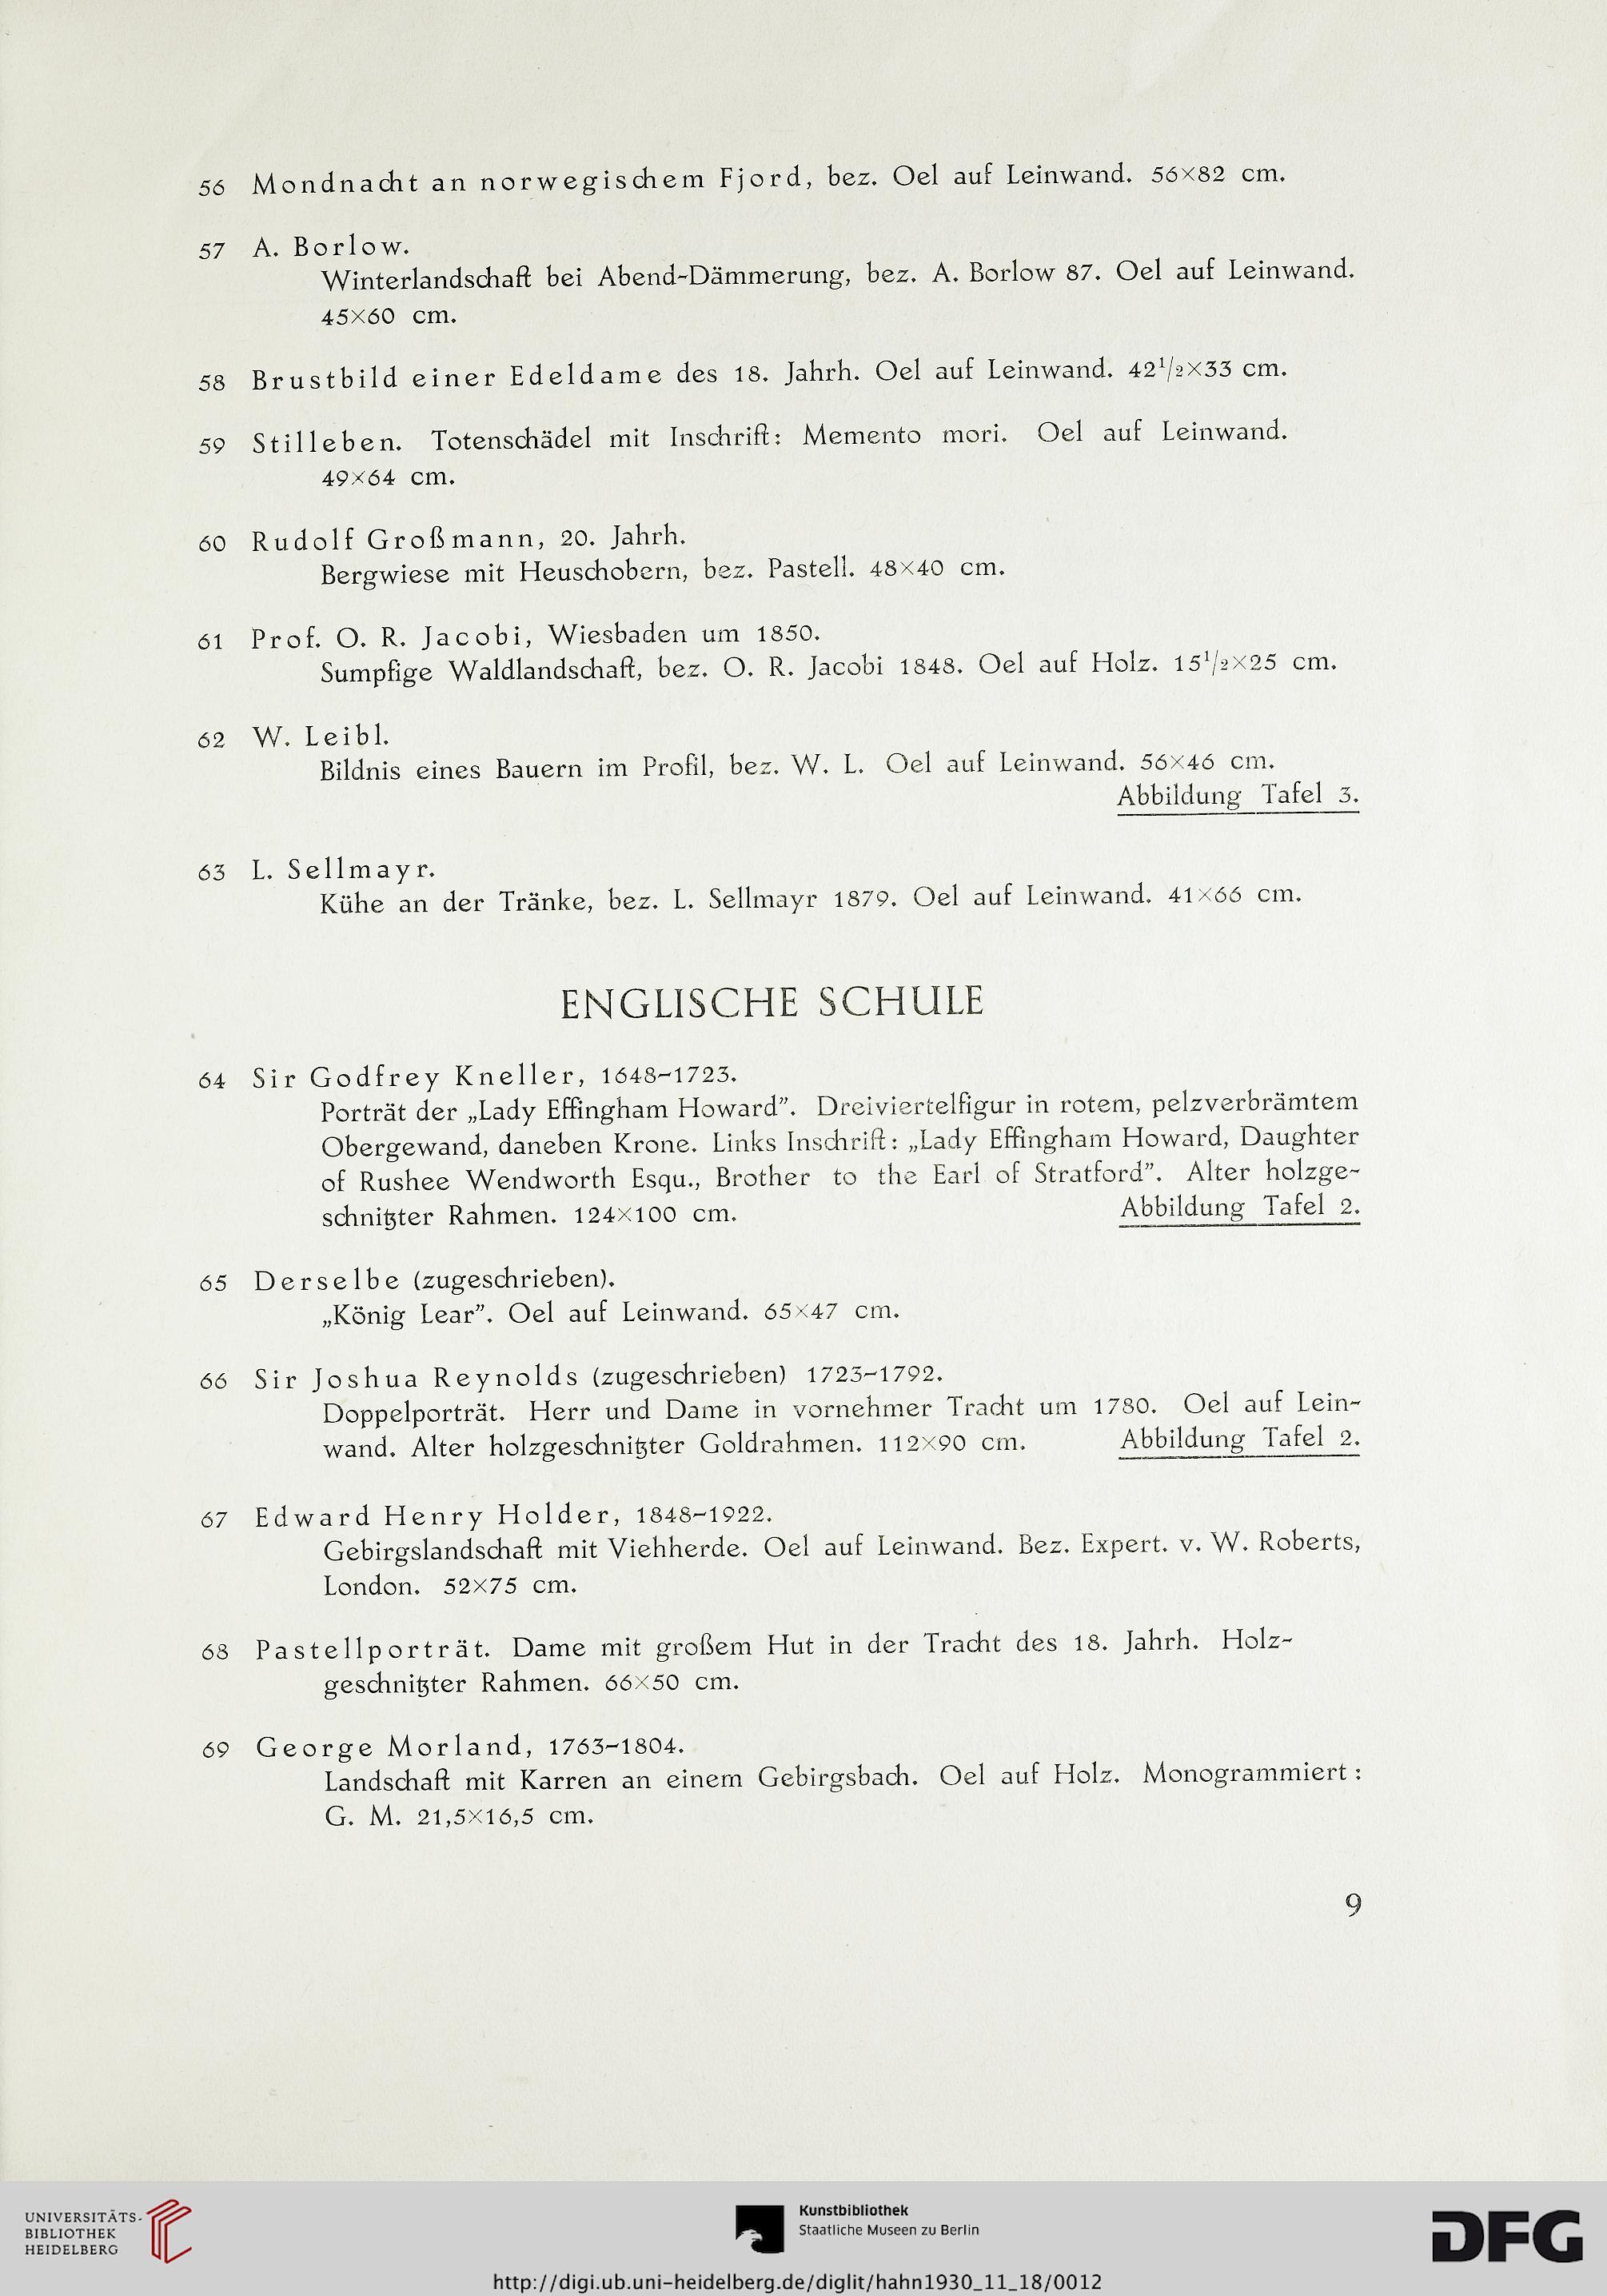 56 Mondnacht an norwegischem Fjord, bez. Oel auf Leinwand. 56×82 cm.
57 A. Borlow.
Winterlandschaft bei Abend-Dämmerung, bez. A. Borlow 87. Oel auf Leinwand.
45×60 cm.
58 Brustbild einer Edeldame des 18. Jahrh. Oel auf Leinwand. 42¹/₂×33 cm.
59 Stilleben. Totenschädel mit Inschrift: Memento mori. Oel auf Leinwand.
49×64 cm.
60 Rudolf Großmann, 20. Jahrh.
Bergwiese mit Heuschobern, bez. Pastell. 48×40 cm.
61 Prof. O. R. Jacobi, Wiesbaden um 1850.
Sumpfige Waldlandschaft, bez. O. R. Jacobi 1848. Oel auf Holz. 15¹/₂×25 cm.
62 W. Leibl.
Bildnis eines Bauern im Profil, bez. W. L. Oel auf Leinwand. 56×46 cm.
Abbildung Tafel 3.
63 L. Sellmayr.
Kühe an der Tränke, bez. L. Sellmayr 1879. Oel auf Leinwand. 41×66 cm.
ENGLISCHE SCHULE
64 Sir Godfrey Kneller, 1648-1723.
Porträt der „Lady Effingham Howard”. Dreiviertelfigur in rotem, pelzverbrämtem
Obergewand, daneben Krone. Links Inschrift: „Lady Effingham Howard, Daughter
of Rushee Wendworth Esqu., Brother to the Earl of Stratford”. Alter holzge-
schnitzter Rahmen. 124×100 cm. Abbildung Tafel 2.
65 Derselbe (zugeschrieben).
„König Lear”. Oel auf Leinwand. 65×47 cm.
66 Sir Joshua Reynolds (zugeschrieben) 1723-1792.
Doppelporträt. Herr und Dame in vornehmer Tracht um 1780. Oel auf Lein-
wand. Alter holzgeschnitzter Goldrahmen. 112×90 cm. Abbildung Tafel 2.
67 Edward Henry Holder, 1848-1922.
Gebirgslandschaft mit Viehherde. Oel auf Leinwand. Bez. Expert. v. W. Roberts,
London. 52×75 cm.
68 Pastellporträt. Dame mit großem Hut in der Tracht des 18. Jahrh. Holz-
geschnitzter Rahmen. 66×50 cm.
69 George Morland, 1763-1804.
Landschaft mit Karren an einem Gebirgsbach. Oel auf Holz. Monogrammiert:
G. M. 21,5×16,5 cm.
9
UNIVERSITÄTS-
BIBLIOTHEK
HEIDELBERG
Kunstbibliothek
Staatliche Museen zu Berlin
DFG
http://digi.ub.uni-heidelberg.de/diglit/hahn1930_11_18/0012